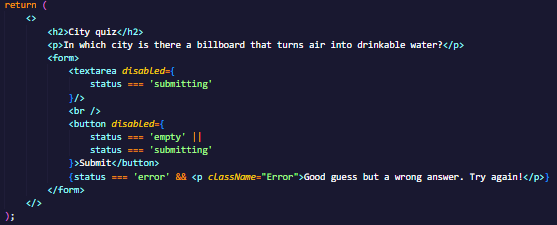 return (
    <>
        <h2>City quiz</h2>
        <p>In which city is there a billboard that turns air into drinkable water?</p>
        <form>
            <textarea disabled={
                status === 'submitting'
            }/>
            <br />
            <button disabled={
                status === 'empty' ||
                status === 'submitting'
            }>Submit</button>
            {status === 'error' && <p className="Error">Good guess but a wrong answer. Try again!</p>}
        </form>
    </>
);